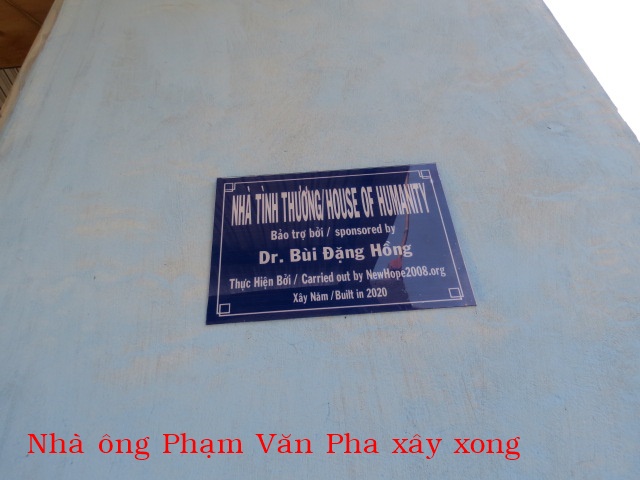 NHÀ TÌNH THƯƠNG/HOUSE OF HUMANITY
Bảo trợ bởi / sponsored by
Dr. Bùi Đặng Hồng
Thực Hiện Bởi / Carried out by NewHope2008.org
Xây Năm / Built in 2020
Nhà ông Phạm Văn Pha xây xong